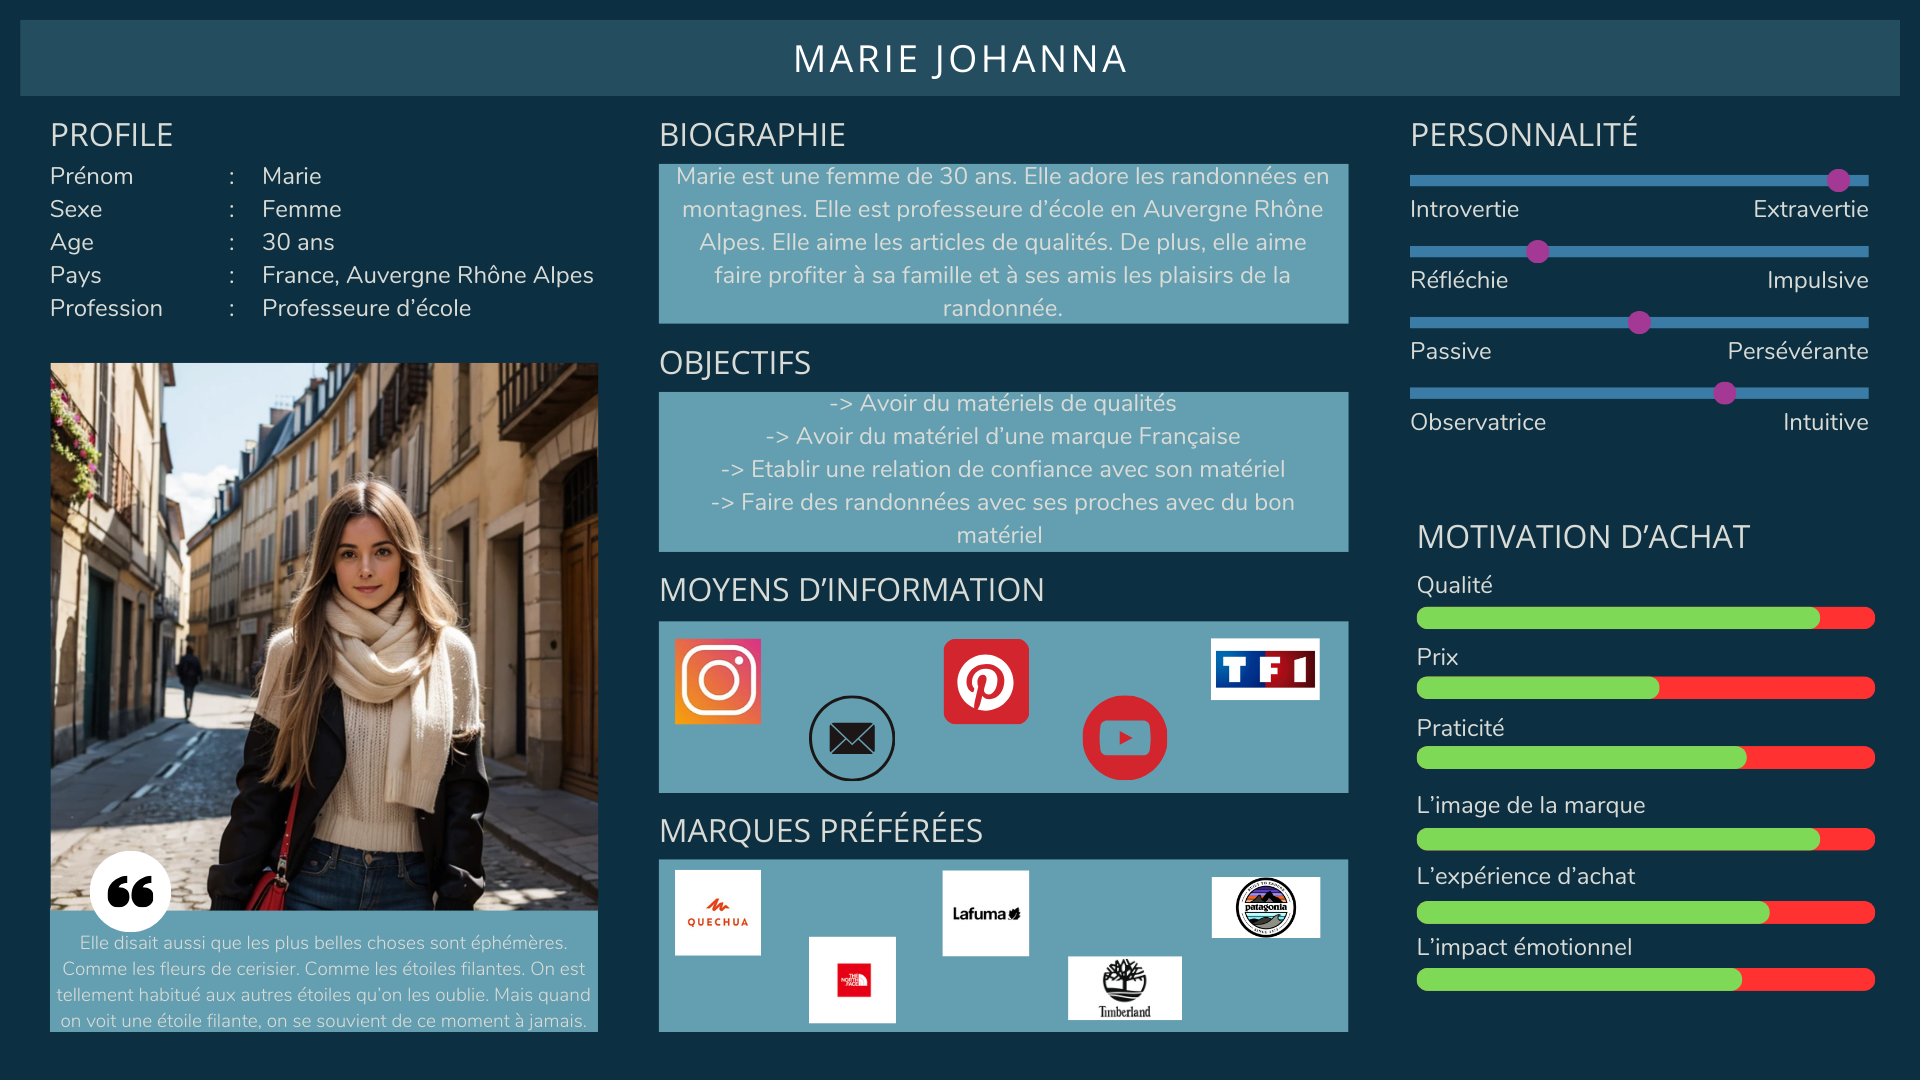 MARIE JOHANNA
PROFILE
Prénom : Marie
Sexe : Femme
Age : 30 ans
Pays : France, Auvergne Rhône Alpes
Profession : Professeure d’école
Elle disait aussi que les plus belles choses sont éphémères.
Comme les fleurs de cerisier. Comme les étoiles filantes. On est
tellement habitué aux autres étoiles qu’on les oublie. Mais quand
on voit une étoile filante, on se souvient de ce moment à jamais.
BIOGRAPHIE
Marie est une femme de 30 ans. Elle adore les randonnées en
montagnes. Elle est professeure d’école en Auvergne Rhône
Alpes. Elle aime les articles de qualités. De plus, elle aime
faire profiter à sa famille et à ses amis les plaisirs de la
randonnée.
OBJECTIFS
-> Avoir du matériels de qualités
-> Avoir du matériel d’une marque Française
-> Etablir une relation de confiance avec son matériel
-> Faire des randonnées avec ses proches avec du bon
matériel
MOYENS D’INFORMATION
TF1
MARQUES PRÉFÉRÉES
QUECHUA
THE
NORTH
FACE
Lafuma
Timberland
patagonia
PERSONNALITÉ
Introvertie Extravertie
Réfléchie Impulsive
Passive Persévérante
Observatrice Intuitive
MOTIVATION D’ACHAT
Qualité
Prix
Praticité
L’image de la marque
L’expérience d’achat
L’impact émotionnel